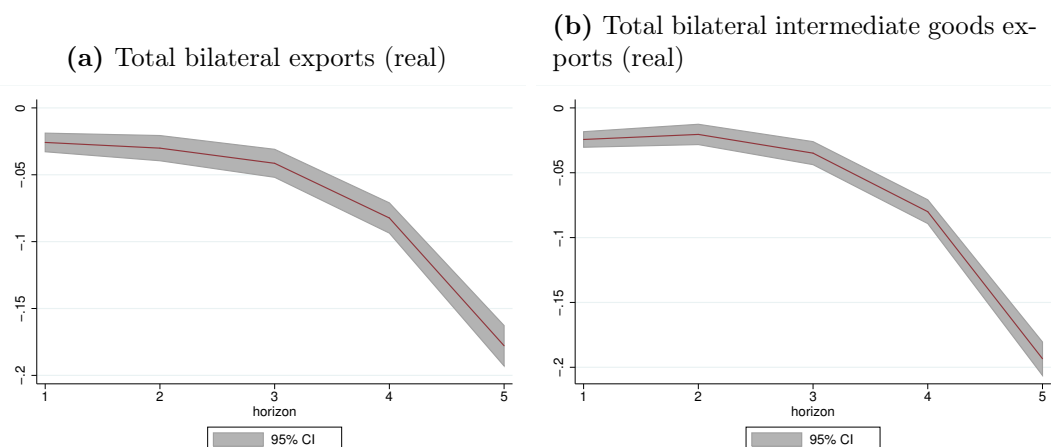 (a) Total bilateral exports (real)
0
-.05
-.1
-.15
-.2
1 2 3 4 5
horizon
95% CI
(b) Total bilateral intermediate goods ex-
ports (real)
0
-.05
-.1
-.15
-.2
1 2 3 4 5
horizon
95% CI